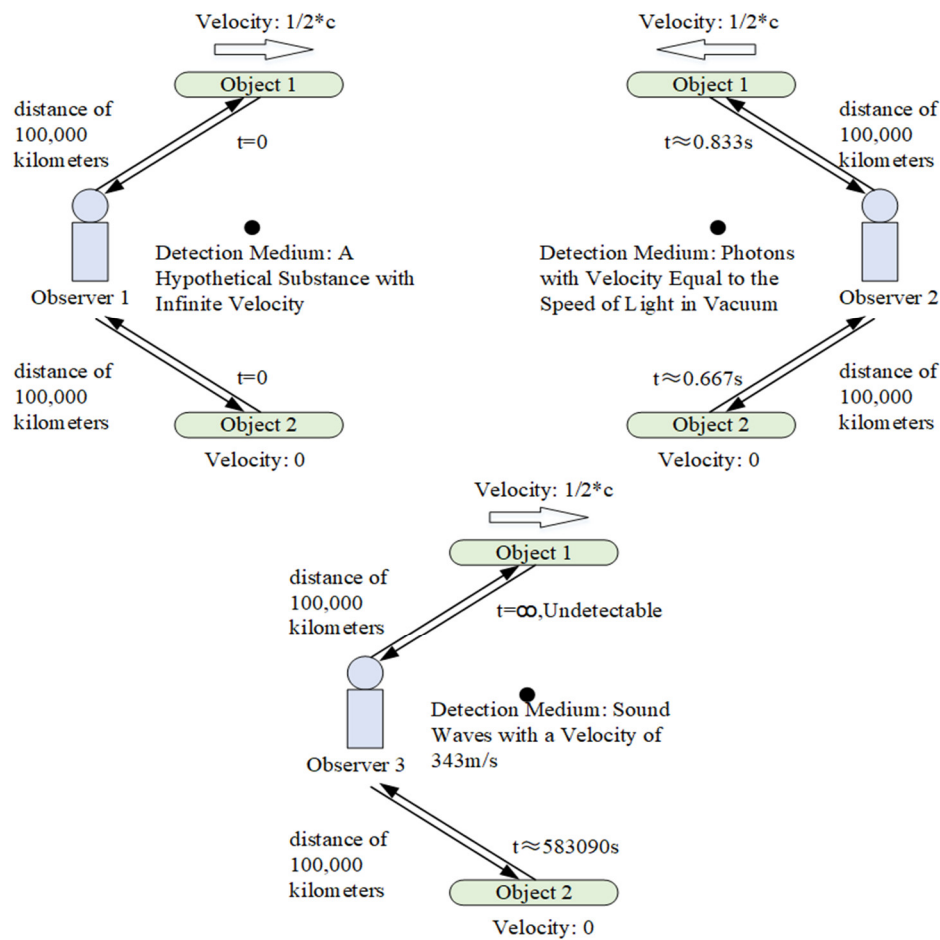 Velocity: 1/2*c
Object 1
distance of
100,000
kilometers
t=0
Detection Medium: A
Hypothetical Substance with
Infinite Velocity
Observer 1
distance of
100,000
kilometers
t=0
Object 2
Velocity: 0
Velocity: 1/2*c
Object 1
t≈0.833s
distance of
100,000
kilometers
Detection Medium: Photons
with Velocity Equal to the
Speed of Light in Vacuum
Observer 2
t≈0.667s
distance of
100,000
kilometers
Object 2
Velocity: 0
Velocity: 1/2*c
Object 1
distance of
100,000
kilometers
t=∞,Undetectable
Detection Medium: Sound
Waves with a Velocity of
343m/s
Observer 3
distance of
100,000
kilometers
t≈583090s
Object 2
Velocity: 0